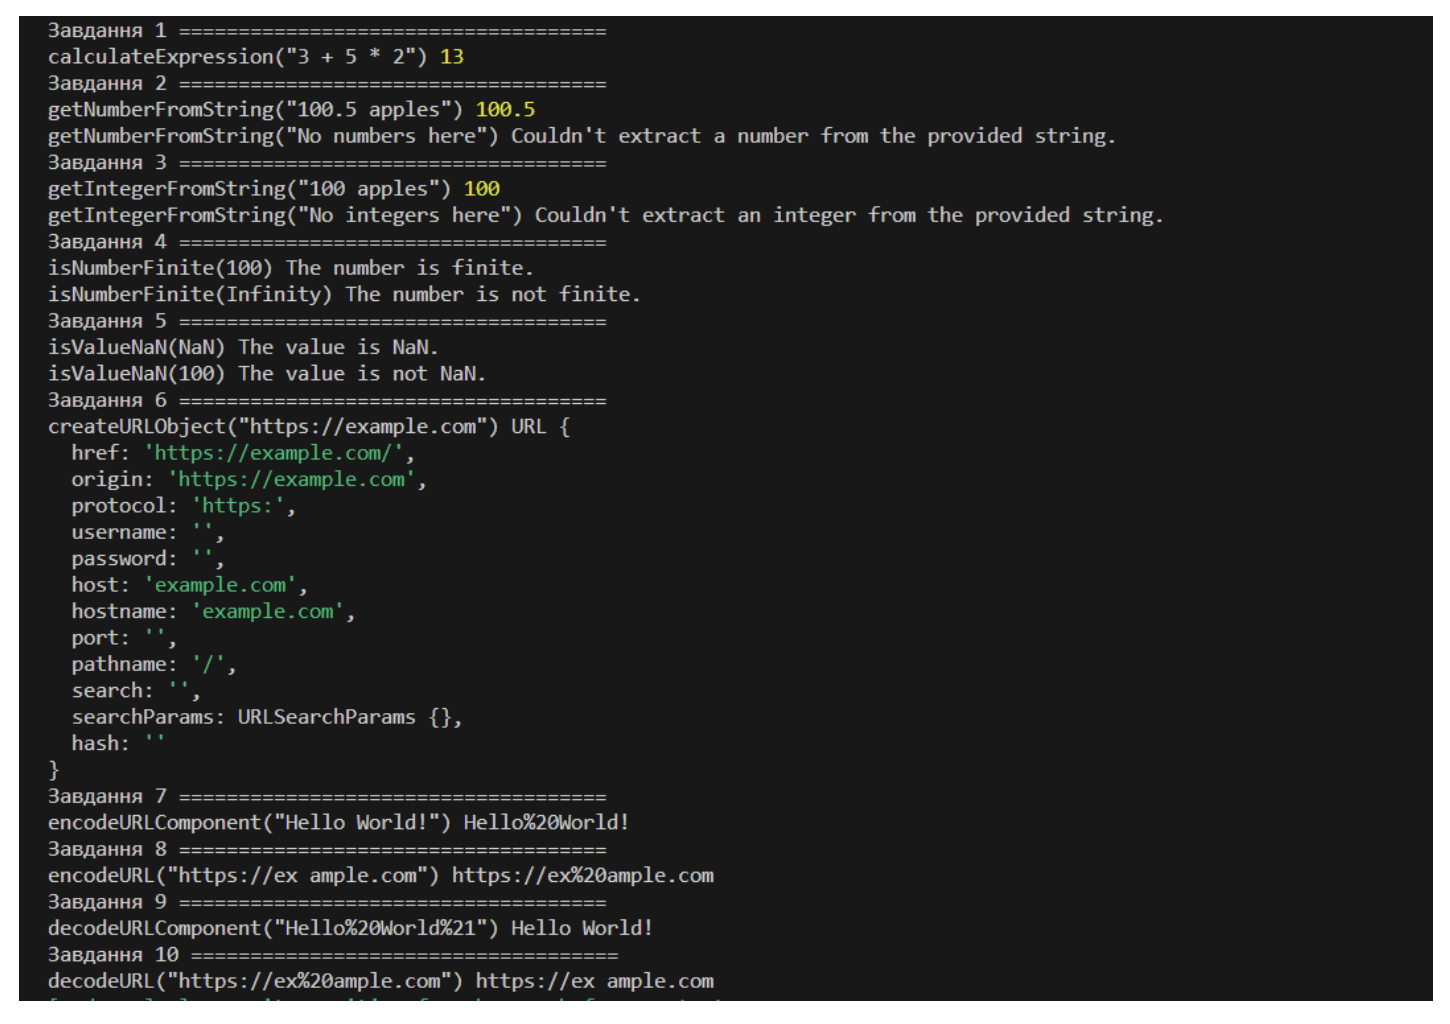 Завдання 1 ====================================
calculateExpression("3 + 5 * 2") 13
Завдання 2 ====================================
getNumberFromString("100.5 apples") 100.5
getNumberFromString("No numbers here") Couldn't extract a number from the provided string.
Завдання 3 ====================================
getIntegerFromString("100 apples") 100
getIntegerFromString("No integers here") Couldn't extract an integer from the provided string.
Завдання 4 ====================================
isNumberFinite(100) The number is finite.
isNumberFinite(Infinity) The number is not finite.
Завдання 5 ====================================
isValueNaN(NaN) The value is NaN.
isValueNaN(100) The value is not NaN.
Завдання 6 ====================================
createURLObject("https://example.com") URL {
  href: 'https://example.com/',
  origin: 'https://example.com',
  protocol: 'https:',
  username: '',
  password: '',
  host: 'example.com',
  hostname: 'example.com',
  port: '',
  pathname: '/',
  search: '',
  searchParams: URLSearchParams {},
  hash: ''
}
Завдання 7 ====================================
encodeURLComponent("Hello World!") Hello%20World!
Завдання 8 ====================================
encodeURL("https://ex ample.com") https://ex%20ample.com
Завдання 9 ====================================
decodeURLComponent("Hello%20World%21") Hello World!
Завдання 10 ====================================
decodeURL("https://ex%20ample.com") https://ex ample.com